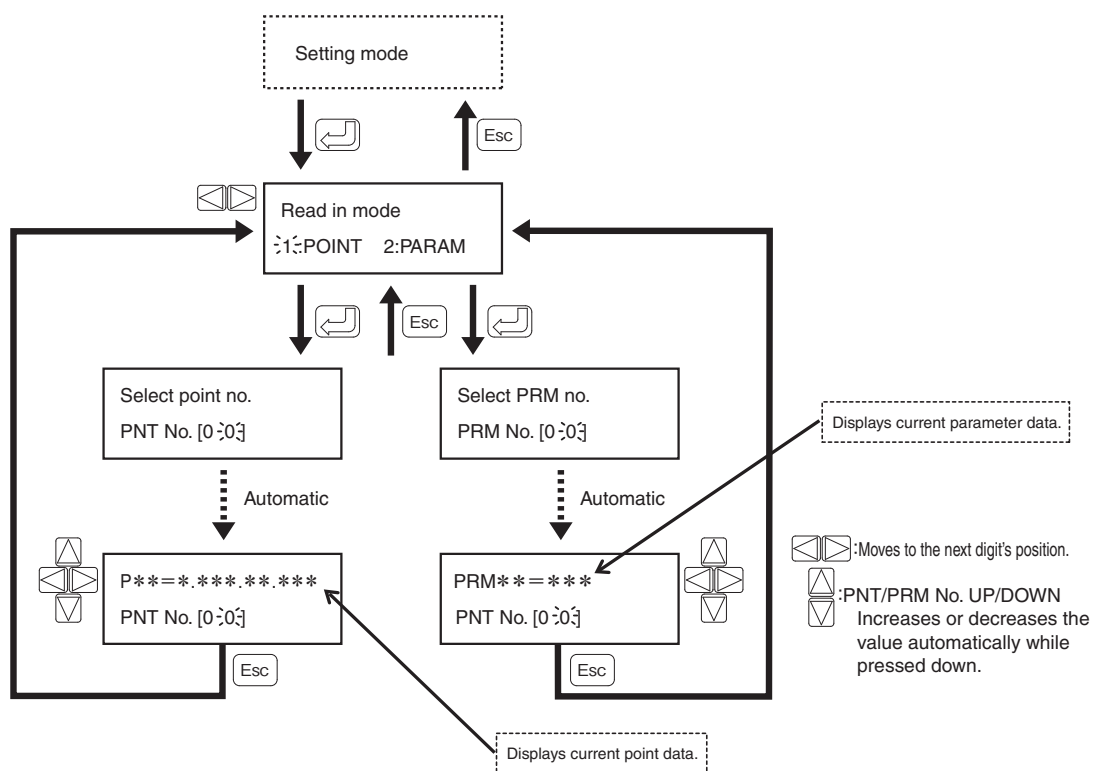 Setting mode
Esc
Read in mode
1:POINT 2:PARAM
Esc
Select point no.
PNT No. [0 0]
Select PRM no.
PRM No. [0 0]
Displays current parameter data.
Automatic
Automatic
P**=*.***.**.***
PNT No. [0 0]
PRM**=***
PNT No. [0 0]
:Moves to the next digit's position.
:PNT/PRM No. UP/DOWN
Increases or decreases the
value automatically while
pressed down.
Esc
Esc
Displays current point data.